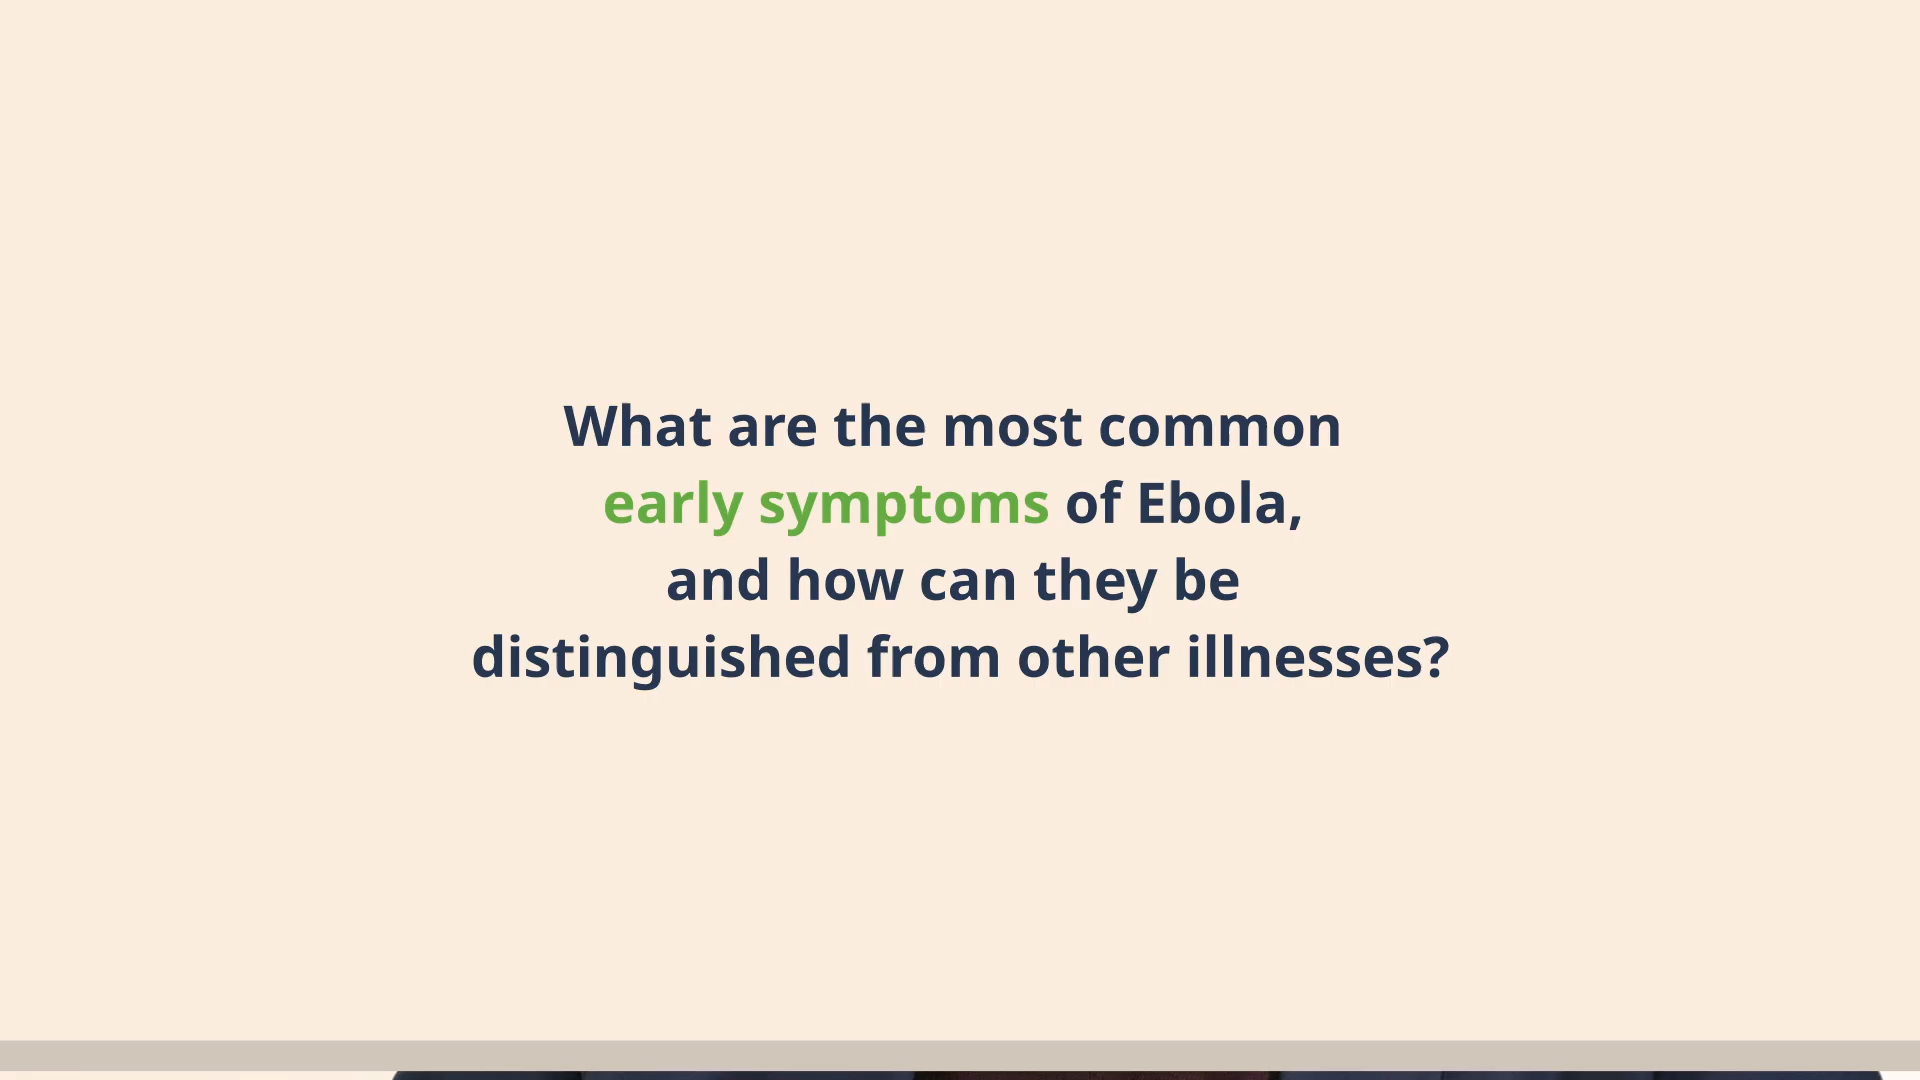 What are the most common
early symptoms of Ebola,
and how can they be
distinguished from other illnesses?